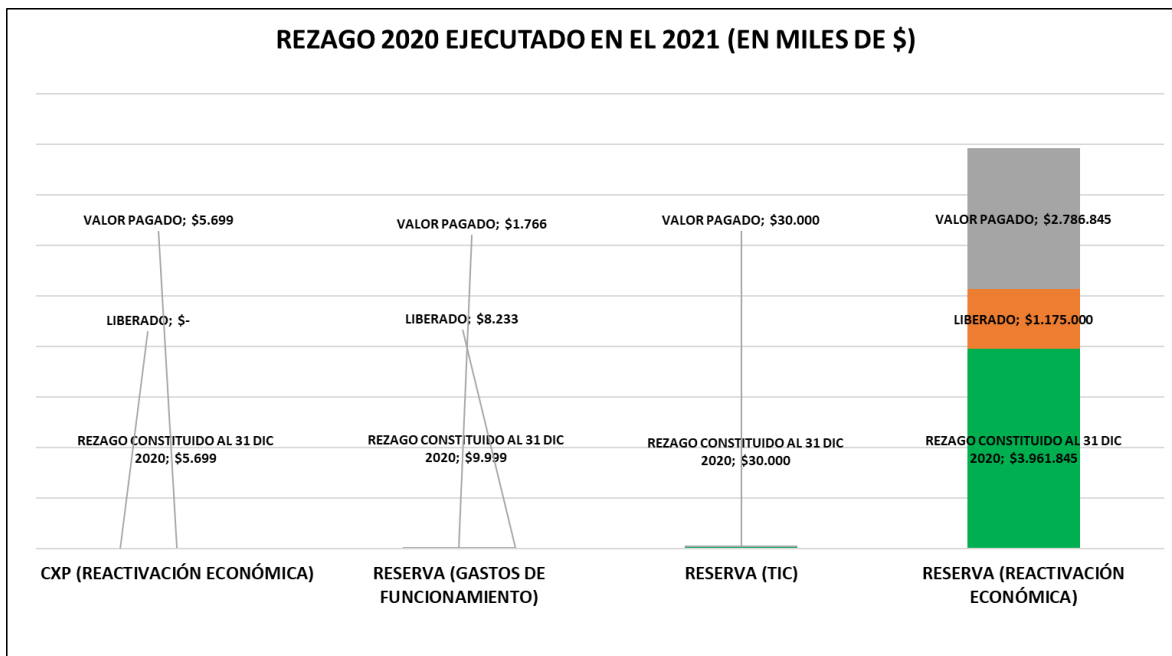 REZAGO 2020 EJECUTADO EN EL 2021 (EN MILES DE $)
VALOR PAGADO; $5.699
VALOR PAGADO; $1.766
VALOR PAGADO; $30.000
VALOR PAGADO; $2.786.845
LIBERADO; $-
LIBERADO; $8.233
LIBERADO; $1.175.000
REZAGO CONSTITUIDO AL 31 DIC
2020; $5.699
REZAGO CONSTITUIDO AL 31 DIC
2020; $9.999
REZAGO CONSTITUIDO AL 31 DIC
2020; $30.000
REZAGO CONSTITUIDO AL 31 DIC
2020; $3.961.845
CXP (REACTIVACIÓN ECONÓMICA)
RESERVA (GASTOS DE
FUNCIONAMIENTO)
RESERVA (TIC)
RESERVA (REACTIVACIÓN
ECONÓMICA)